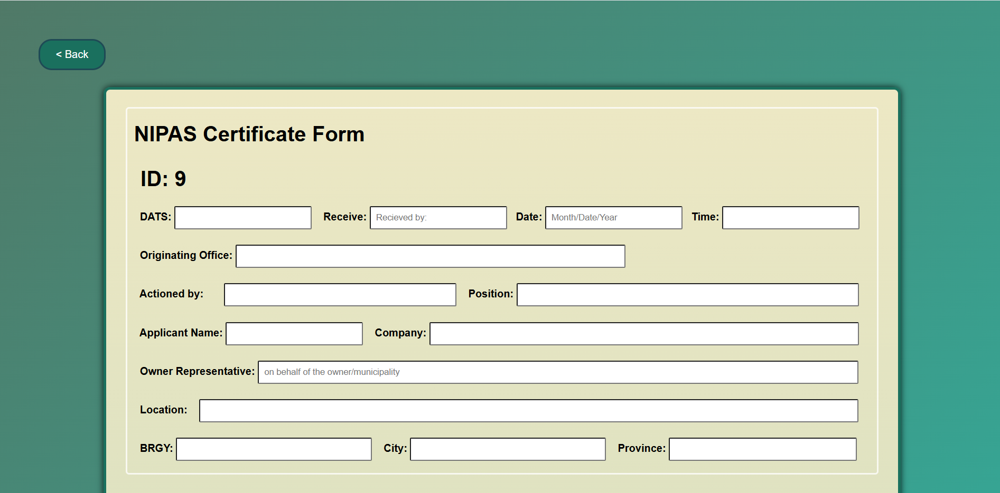 < Back
NIPAS Certificate Form
ID: 9
DATS: Receive: Recieved by: Date: Month/Date/Year Time:
Originating Office:
Actioned by: Position:
Applicant Name: Company:
Owner Representative: on behalf of the owner/municipality
Location:
BRGY: City: Province: